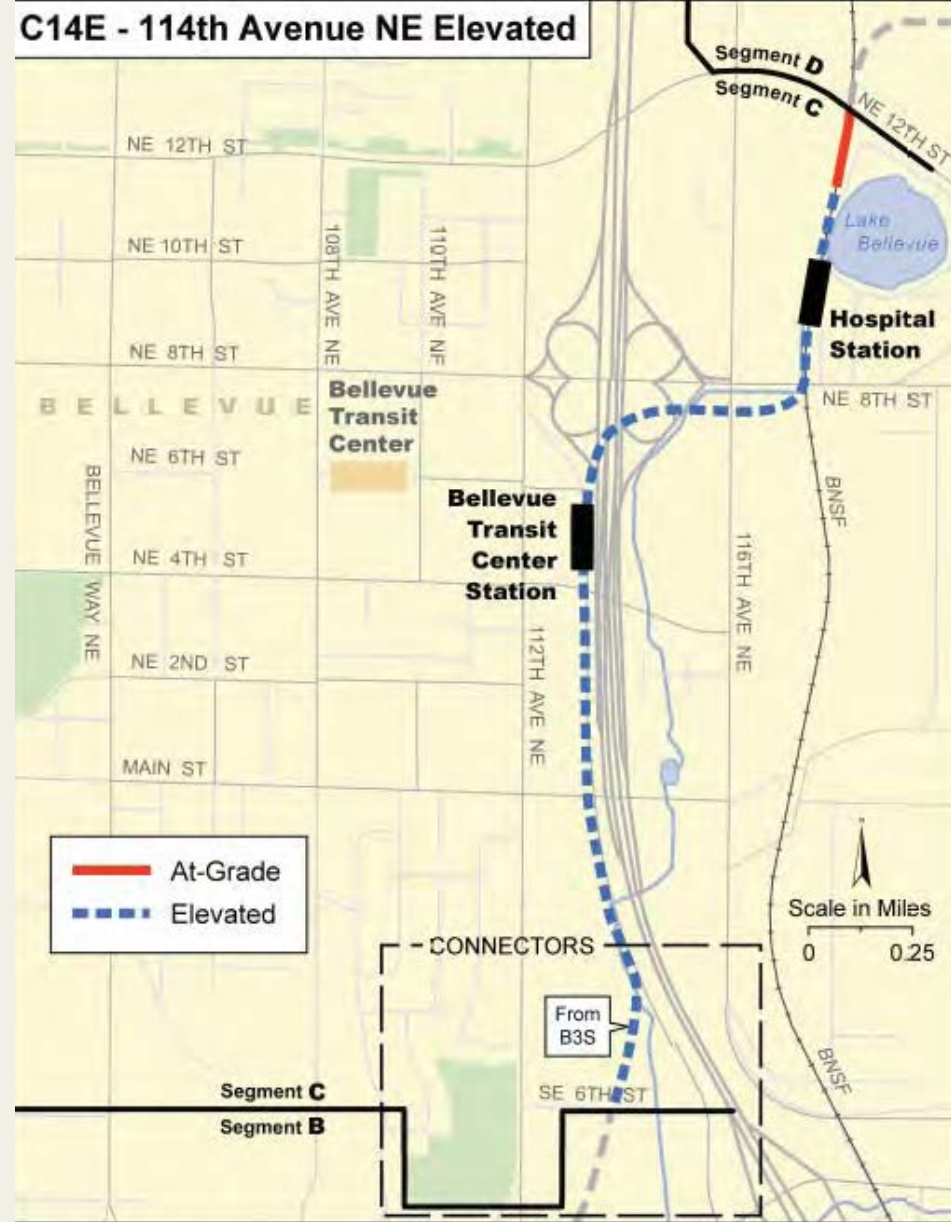 C14E - 114th Avenue NE Elevated
Segment D
Segment C
NE 12TH ST
NE 12TH ST
Lake
Bellevue
NE 10TH ST
108TH AVE NE
110TH AVE NE
Hospital
Station
NE 8TH ST
NE 8TH ST
BELLEVUE
Bellevue
Transit
Center
NE 6TH ST
BELLEVUE WAY NE
Bellevue
Transit
Center
Station
BNSF
NE 4TH ST
116TH AVE NE
112TH AVE NE
NE 2ND ST
MAIN ST
At-Grade
Elevated
Scale in Miles
0 0.25
CONNECTORS
From
B3S
BNSF
Segment C
SE 6TH ST
Segment B